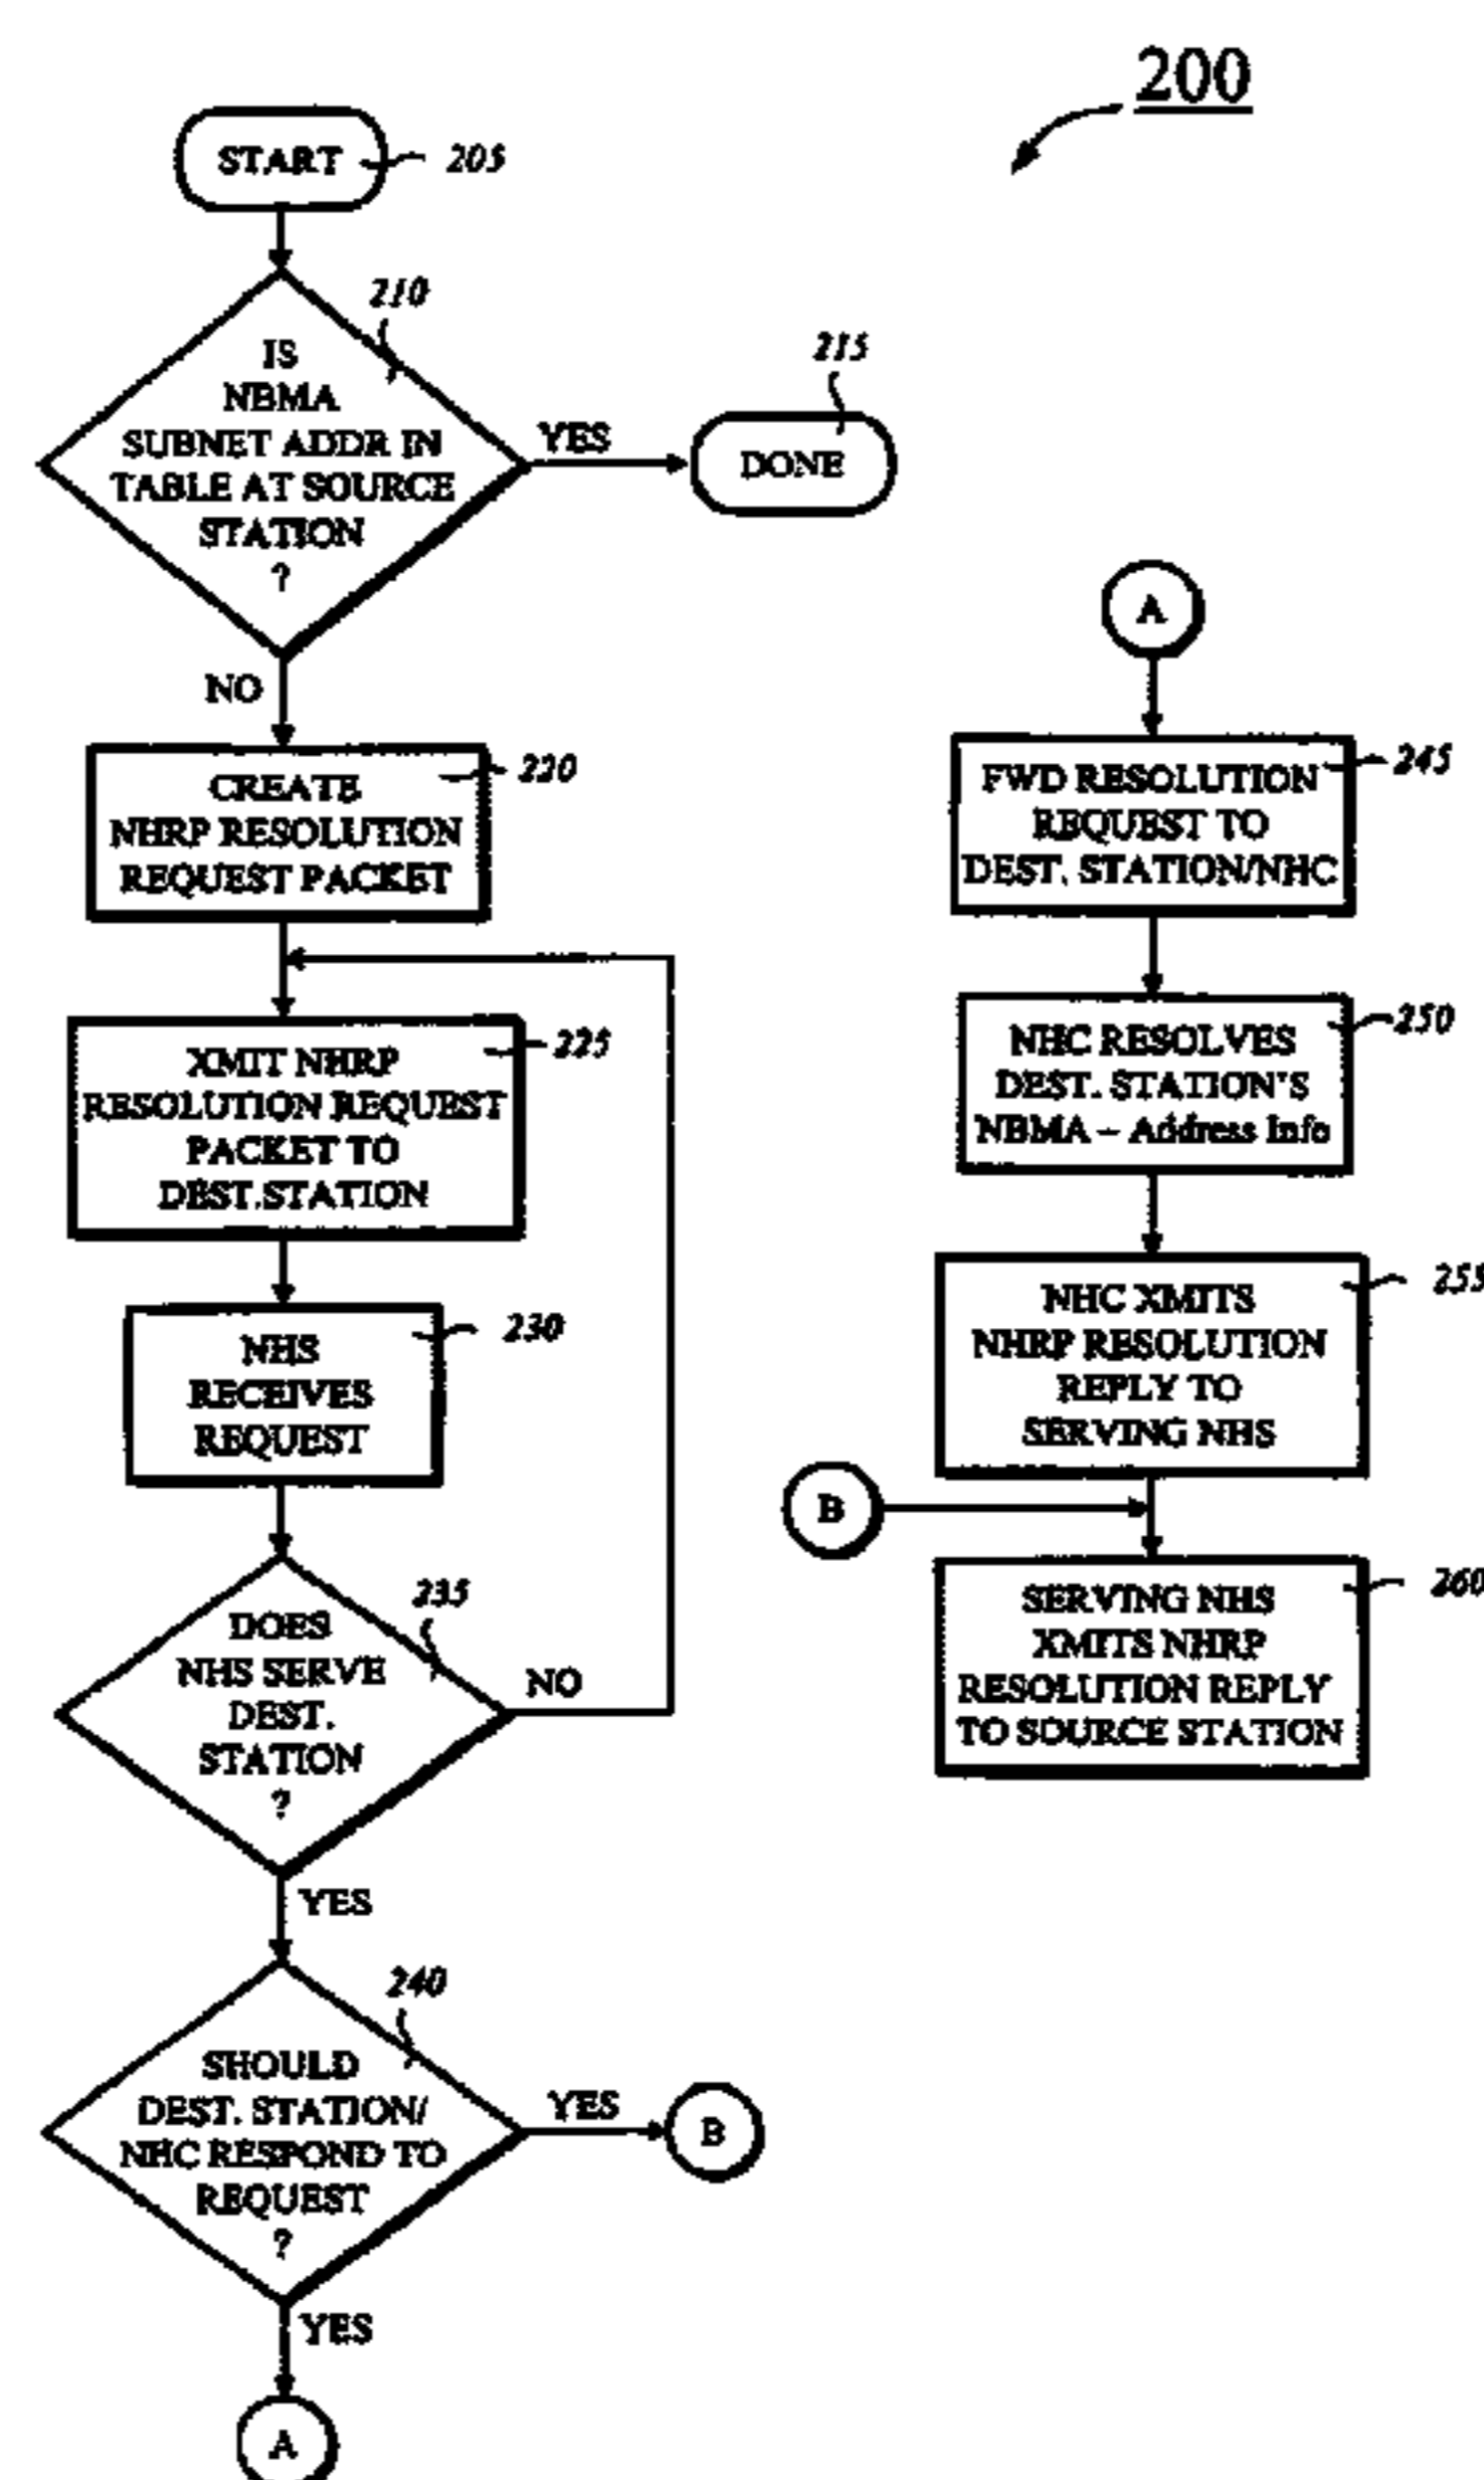 200
START
205
210
IS
NBMA
SUBNET ADDR IN
TABLE AT SOURCE
STATION
?
YES
215
DONE
NO
CREATE
NHRP RESOLUTION
REQUEST PACKET
220
XMIT NHRP
RESOLUTION REQUEST
PACKET TO
DEST.STATION
225
NHS
RECEIVES
REQUEST
230
235
DOES
NHS SERVE
DEST.
STATION
?
NO
YES
240
SHOULD
DEST. STATION/
NHC RESPOND TO
REQUEST
?
YES
B
YES
A
A
FWD RESOLUTION
REQUEST TO
DEST. STATION/NHC
245
NHC RESOLVES
DEST. STATION'S
NBMA – Address Info
250
NHC XMITS
NHRP RESOLUTION
REPLY TO
SERVING NHS
255
B
SERVING NHS
XMITS NHRP
RESOLUTION REPLY
TO SOURCE STATION
260